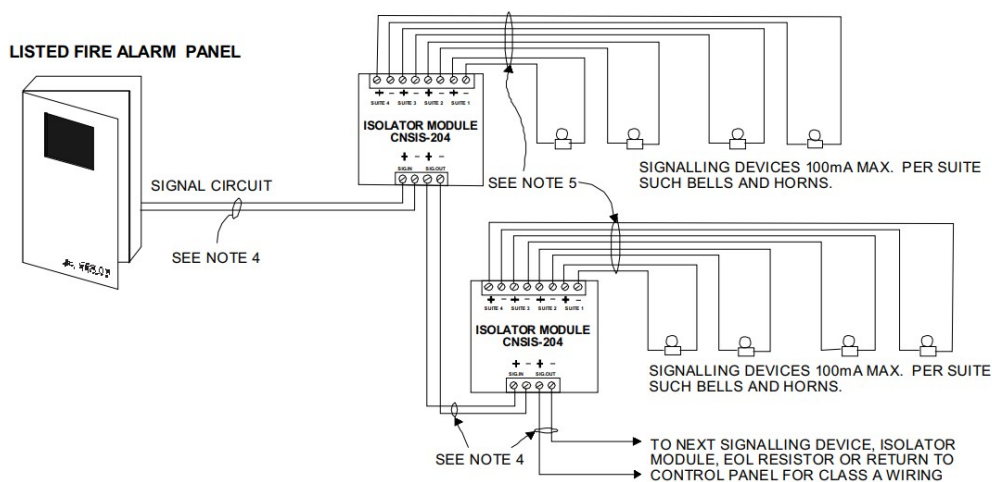 LISTED FIRE ALARM PANEL
+ − + − + − + −
SUITE 4 SUITE 3 SUITE 2 SUITE 1
ISOLATOR MODULE
CNSIS-204
+ − + −
SIG.IN SIG.OUT
SIGNAL CIRCUIT
SEE NOTE 4
SEE NOTE 5
SIGNALLING DEVICES 100mA MAX. PER SUITE
SUCH BELLS AND HORNS.
+ − + − + − + −
SUITE 4 SUITE 3 SUITE 2 SUITE 1
ISOLATOR MODULE
CNSIS-204
+ − + −
SIG.IN SIG.OUT
SIGNALLING DEVICES 100mA MAX. PER SUITE
SUCH BELLS AND HORNS.
SEE NOTE 4
TO NEXT SIGNALLING DEVICE, ISOLATOR
MODULE, EOL RESISTOR OR RETURN TO
CONTROL PANEL FOR CLASS A WIRING